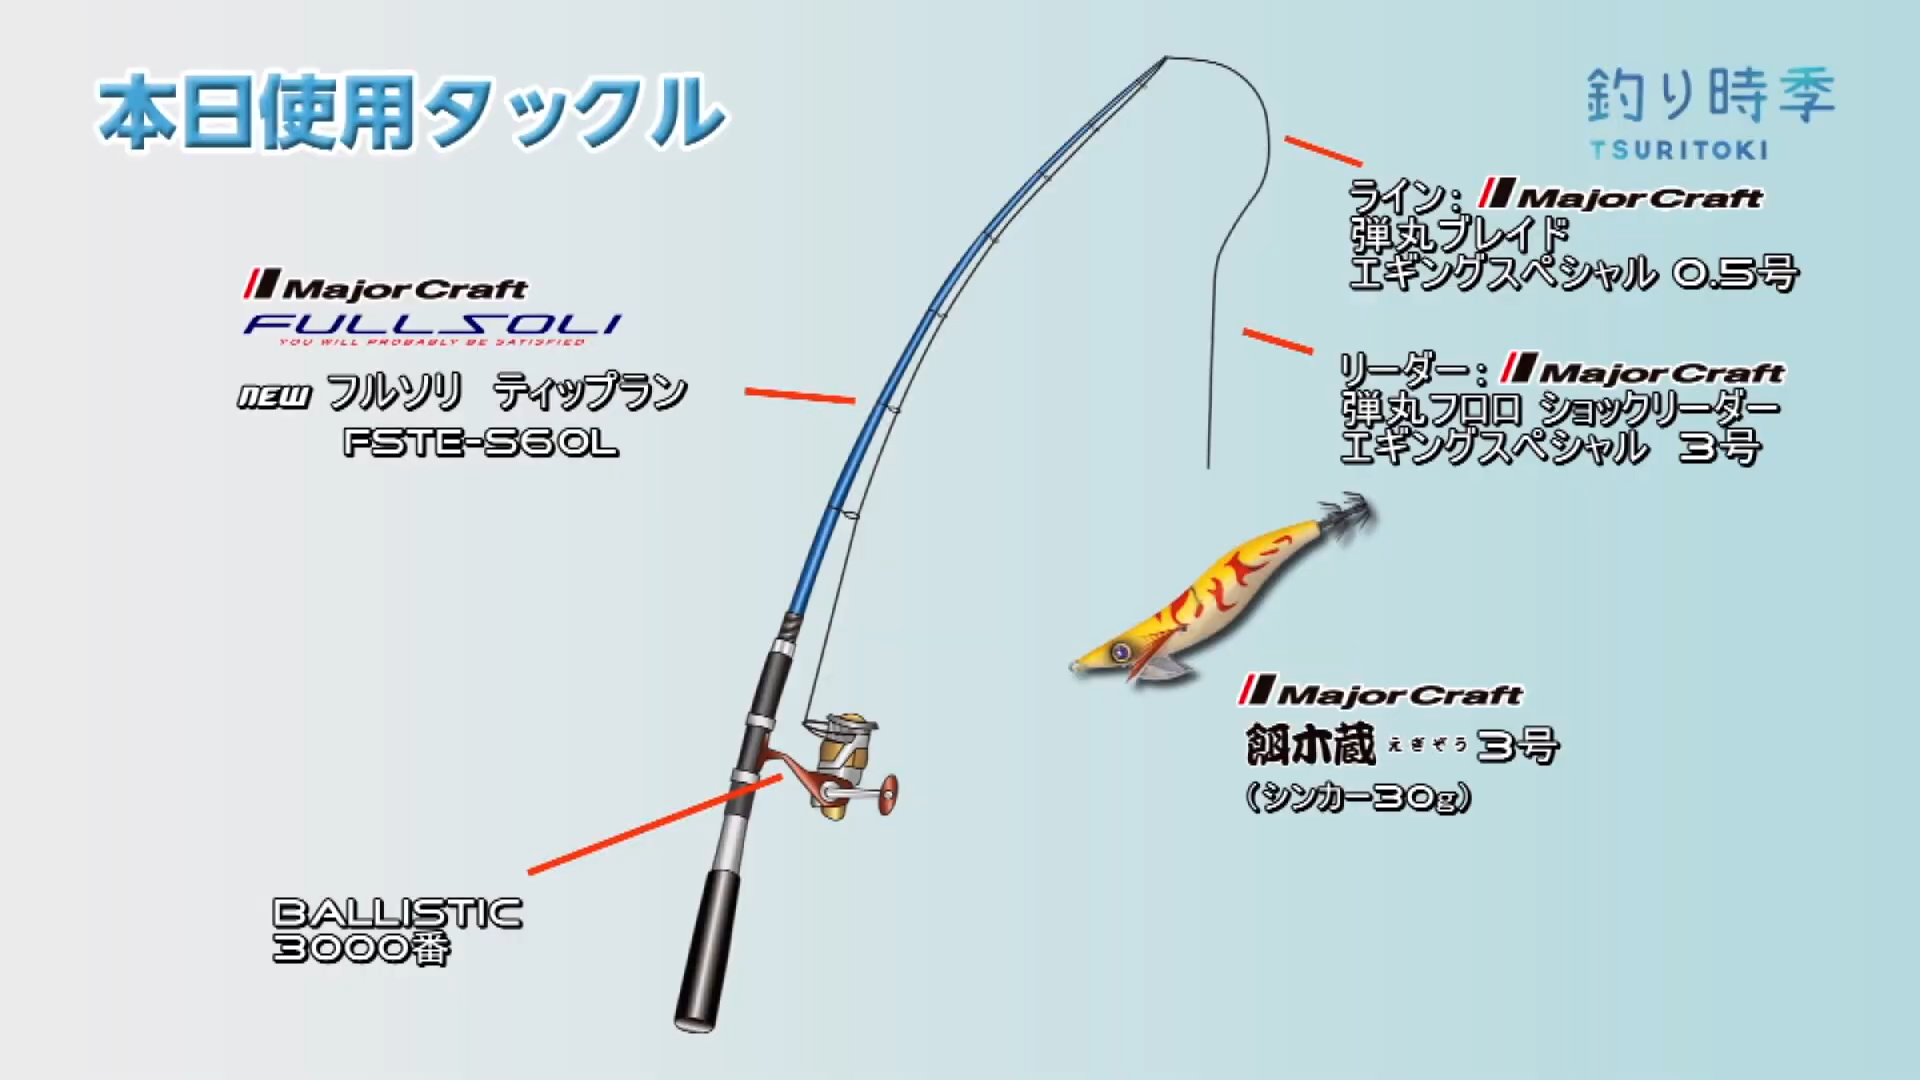 本日使用タックル
釣り時季
TSURITOKI
Major Craft
FULLSOLI
YOU WILL PROBABLY BE SATISFIED
NEW フルソリ ティップラン
FSTE-S60L
ライン: Major Craft
弾丸ブレイド
エギングスペシャル 0.5号
リーダー: Major Craft
弾丸フロロ ショックリーダー
エギングスペシャル 3号
Major Craft
餌木蔵 えぎぞう 3号
(シンカー30g)
BALLISTIC
3000番